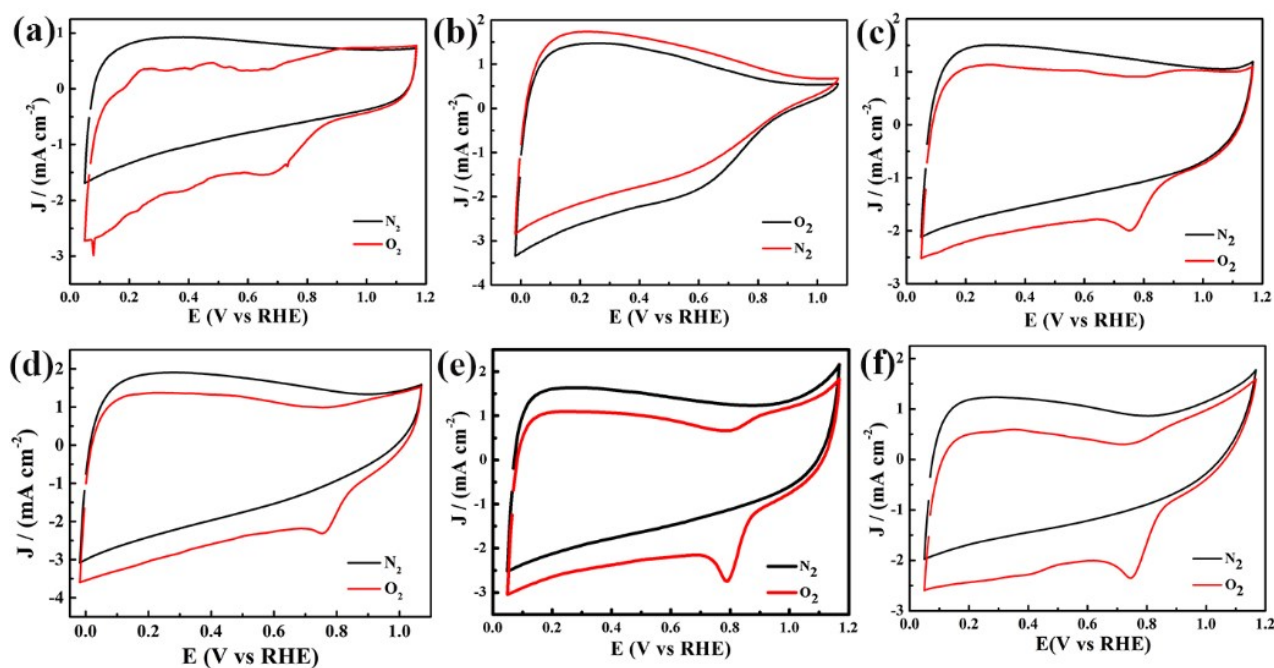 (a)
J / (mA cm⁻²)
1
0
-1
-2
-3
N₂
O₂
0.0 0.2 0.4 0.6 0.8 1.0 1.2
E (V vs RHE)
(b)
J / (mA cm⁻²)
2
1
0
-1
-2
-3
-4
O₂
N₂
0.0 0.2 0.4 0.6 0.8 1.0
E (V vs RHE)
(c)
J / (mA cm⁻²)
2
1
0
-1
-2
-3
N₂
O₂
0.0 0.2 0.4 0.6 0.8 1.0 1.2
E (V vs RHE)
(d)
J / (mA cm⁻²)
2
1
0
-1
-2
-3
-4
N₂
O₂
0.0 0.2 0.4 0.6 0.8 1.0
E (V vs RHE)
(e)
J / (mA cm⁻²)
2
1
0
-1
-2
-3
N₂
O₂
0.0 0.2 0.4 0.6 0.8 1.0 1.2
E (V vs RHE)
(f)
J / (mA cm⁻²)
2
1
0
-1
-2
-3
N₂
O₂
0.0 0.2 0.4 0.6 0.8 1.0 1.2
E(V vs RHE)